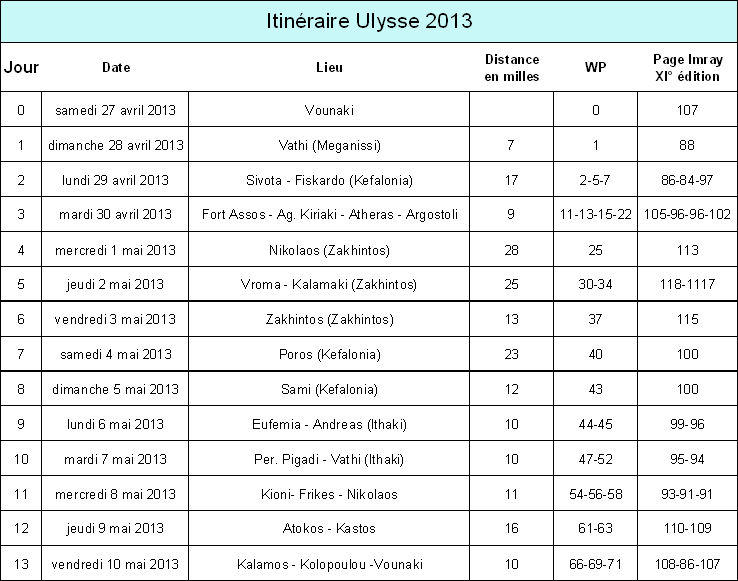 Itinéraire Ulysse 2013
Jour Date Lieu Distance en milles WP Page Imray XI° édition
0 samedi 27 avril 2013 Vounaki 0 107
1 dimanche 28 avril 2013 Vathi (Meganissi) 7 1 88
2 lundi 29 avril 2013 Sivota - Fiskardo (Kefalonia) 17 2-5-7 86-84-97
3 mardi 30 avril 2013 Fort Assos - Ag. Kiriaki - Atheras - Argostoli 9 11-13-15-22 105-96-96-102
4 mercredi 1 mai 2013 Nikolaos (Zakhintos) 28 25 113
5 jeudi 2 mai 2013 Vroma - Kalamaki (Zakhintos) 25 30-34 118-1117
6 vendredi 3 mai 2013 Zakhintos (Zakhintos) 13 37 115
7 samedi 4 mai 2013 Poros (Kefalonia) 23 40 100
8 dimanche 5 mai 2013 Sami (Kefalonia) 12 43 100
9 lundi 6 mai 2013 Eufemia - Andreas (Ithaki) 10 44-45 99-96
10 mardi 7 mai 2013 Per. Pigadi - Vathi (Ithaki) 10 47-52 95-94
11 mercredi 8 mai 2013 Kioni- Frikes - Nikolaos 11 54-56-58 93-91-91
12 jeudi 9 mai 2013 Atokos - Kastos 16 61-63 110-109
13 vendredi 10 mai 2013 Kalamos - Kolopoulou -Vounaki 10 66-69-71 108-86-107